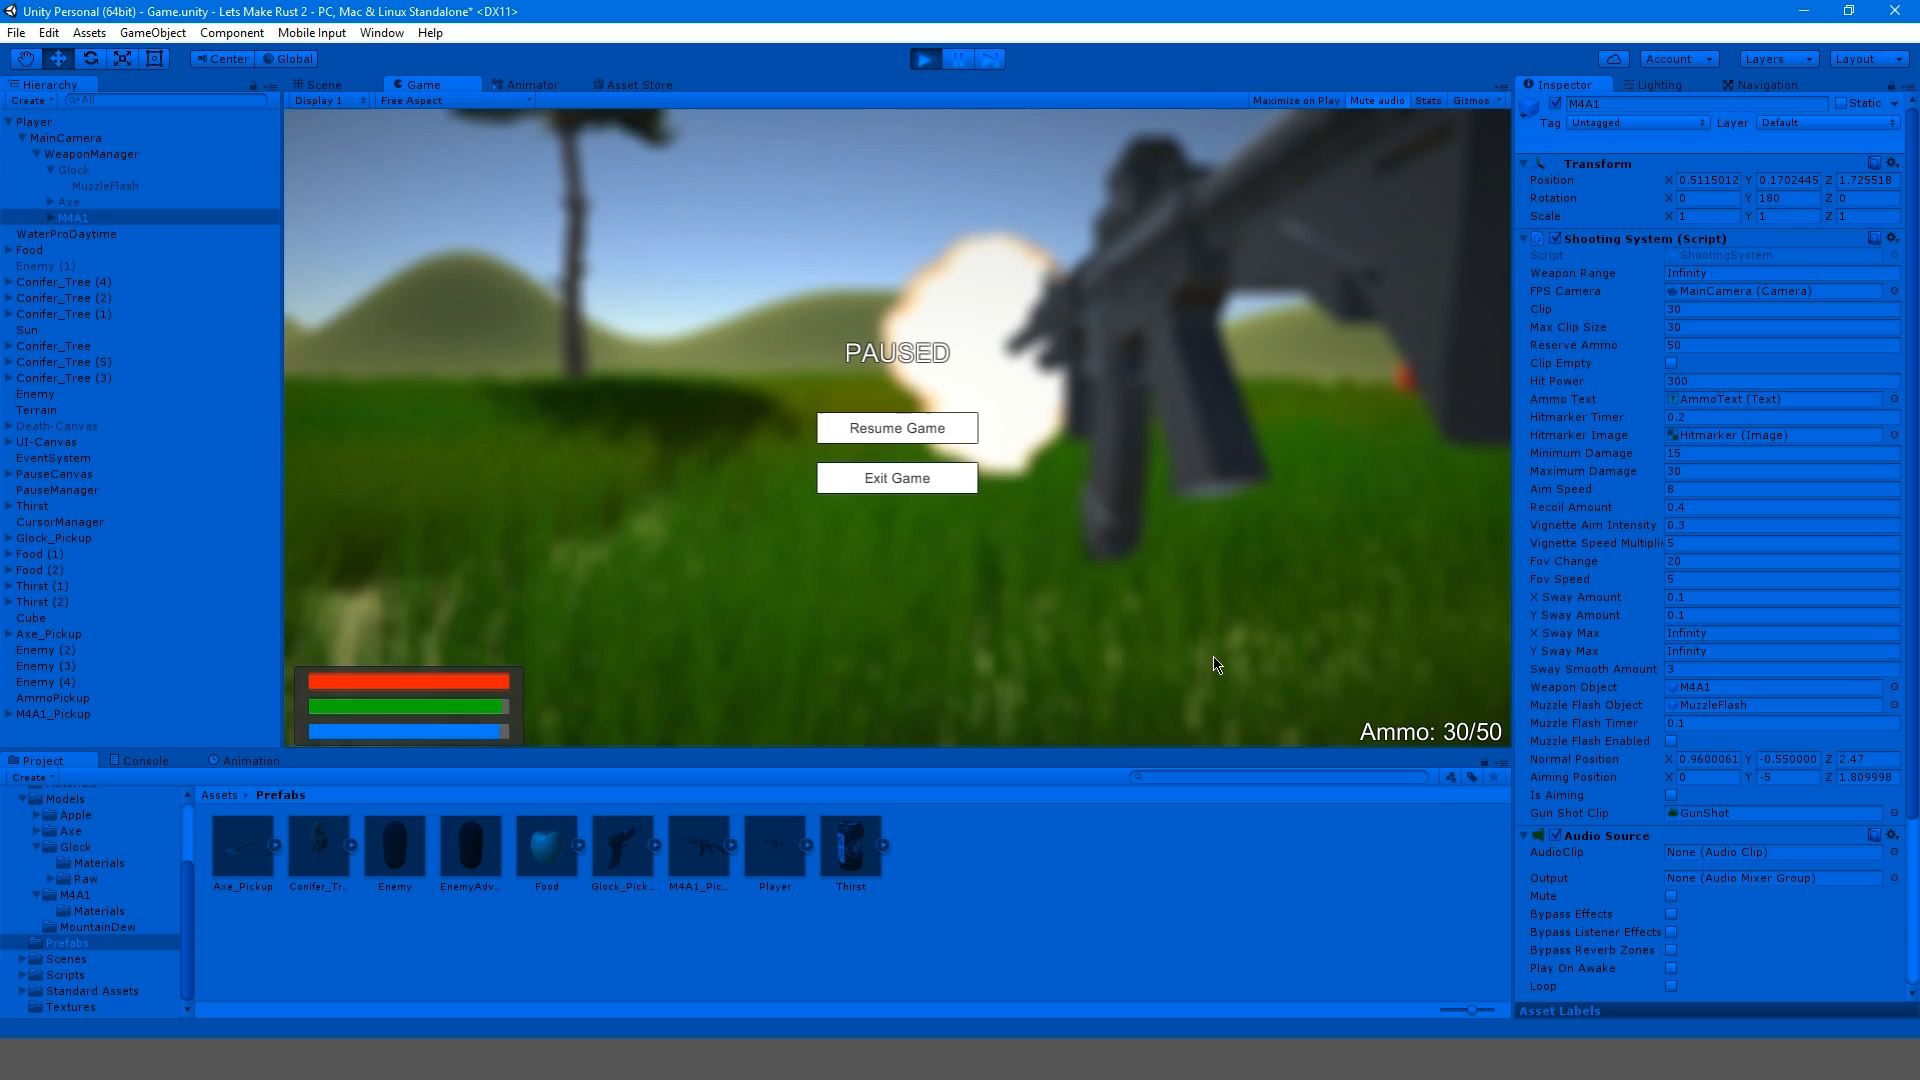 Unity Personal (64bit) - Game.unity - Lets Make Rust 2 - PC, Mac & Linux Standalone* <DX11>
File Edit Assets GameObject Component Mobile Input Window Help
Center Global Account Layers Layout
Hierarchy
Create All
Player
MainCamera
WeaponManager
Glock
MuzzleFlash
Axe
M4A1
WaterProDaytime
Food
Enemy (1)
Conifer_Tree (4)
Conifer_Tree (2)
Conifer_Tree (1)
Sun
Conifer_Tree
Conifer_Tree (5)
Conifer_Tree (3)
Enemy
Terrain
Death-Canvas
UI-Canvas
EventSystem
PauseCanvas
PauseManager
Thirst
CursorManager
Glock_Pickup
Food (1)
Food (2)
Thirst (1)
Thirst (2)
Cube
Axe_Pickup
Enemy (2)
Enemy (3)
Enemy (4)
AmmoPickup
M4A1_Pickup
Scene Game Animator Asset Store
Display 1 Free Aspect Maximize on Play Mute audio Stats Gizmos
PAUSED
Resume Game
Exit Game
Ammo: 30/50
Inspector Lighting Navigation
M4A1 Static
Tag Untagged Layer Default
Transform
Position X 0.5115012 Y 0.1702445 Z 1.725518
Rotation X 0 Y 180 Z 0
Scale X 1 Y 1 Z 1
Shooting System (Script)
Script ShootingSystem
Weapon Range Infinity
FPS Camera MainCamera (Camera)
Clip 30
Max Clip Size 30
Reserve Ammo 50
Clip Empty
Hit Power 300
Ammo Text AmmoText (Text)
Hitmarker Timer 0.2
Hitmarker Image Hitmarker (Image)
Minimum Damage 15
Maximum Damage 30
Aim Speed 8
Recoil Amount 0.4
Vignette Aim Intensity 0.3
Vignette Speed Multipli 5
Fov Change 20
Fov Speed 5
X Sway Amount 0.1
Y Sway Amount 0.1
X Sway Max Infinity
Y Sway Max Infinity
Sway Smooth Amount 3
Weapon Object M4A1
Muzzle Flash Object MuzzleFlash
Muzzle Flash Timer 0.1
Muzzle Flash Enabled
Normal Position X 0.9600061 Y -0.550000 Z 2.47
Aiming Position X 0 Y -5 Z 1.809998
Is Aiming
Gun Shot Clip GunShot
Audio Source
AudioClip None (Audio Clip)
Output None (Audio Mixer Group)
Mute
Bypass Effects
Bypass Listener Effects
Bypass Reverb Zones
Play On Awake
Loop
Asset Labels
Project Console Animation
Create
Models
Apple
Axe
Glock
Materials
Raw
M4A1
Materials
MountainDew
Prefabs
Scenes
Scripts
Standard Assets
Textures
Assets Prefabs
Axe_Pickup Conifer_Tr... Enemy EnemyAdv... Food Glock_Pick... M4A1_Pic... Player Thirst